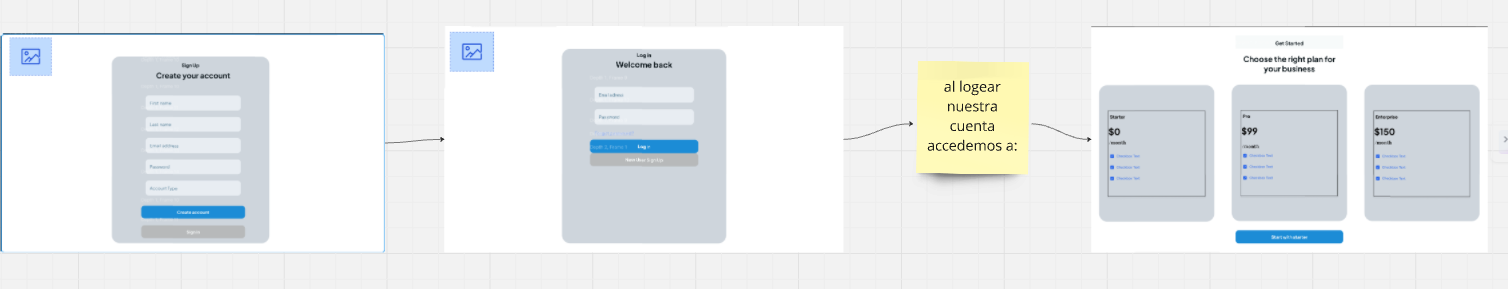 Sign Up
Create your account
First name
Last name
Email address
Password
Account Type
Create account
Sign in
Log in
Welcome back
Email address
Password
Log in
New User Sign Up
al logear
nuestra
cuenta
accedemos a:
Get Started
Choose the right plan for
your business
Starter
$0
/month
Checkbox Text
Checkbox Text
Checkbox Text
Pro
$99
/month
Checkbox Text
Checkbox Text
Checkbox Text
Enterprise
$150
/month
Checkbox Text
Checkbox Text
Checkbox Text
Start with starter